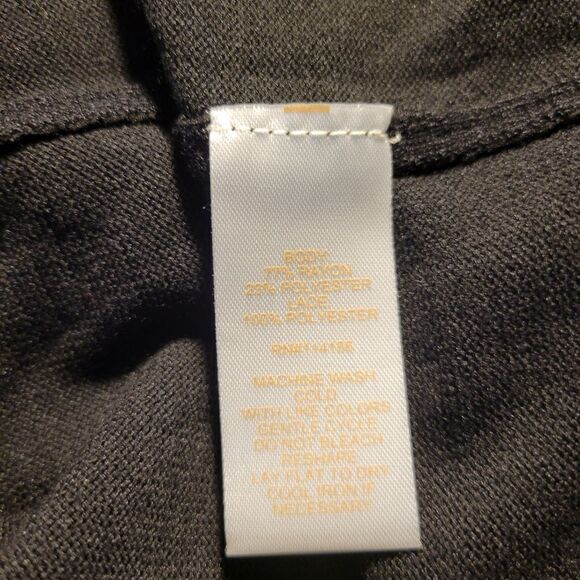 BODY
77% RAYON
23% POLYESTER
LACE
100% POLYESTER
MACHINE WASH
COLD
WITH LIKE COLORS
GENTLE CYCLE
DO NOT BLEACH
RESHAPE
LAY FLAT TO DRY
COOL IRON IF
NECESSARY